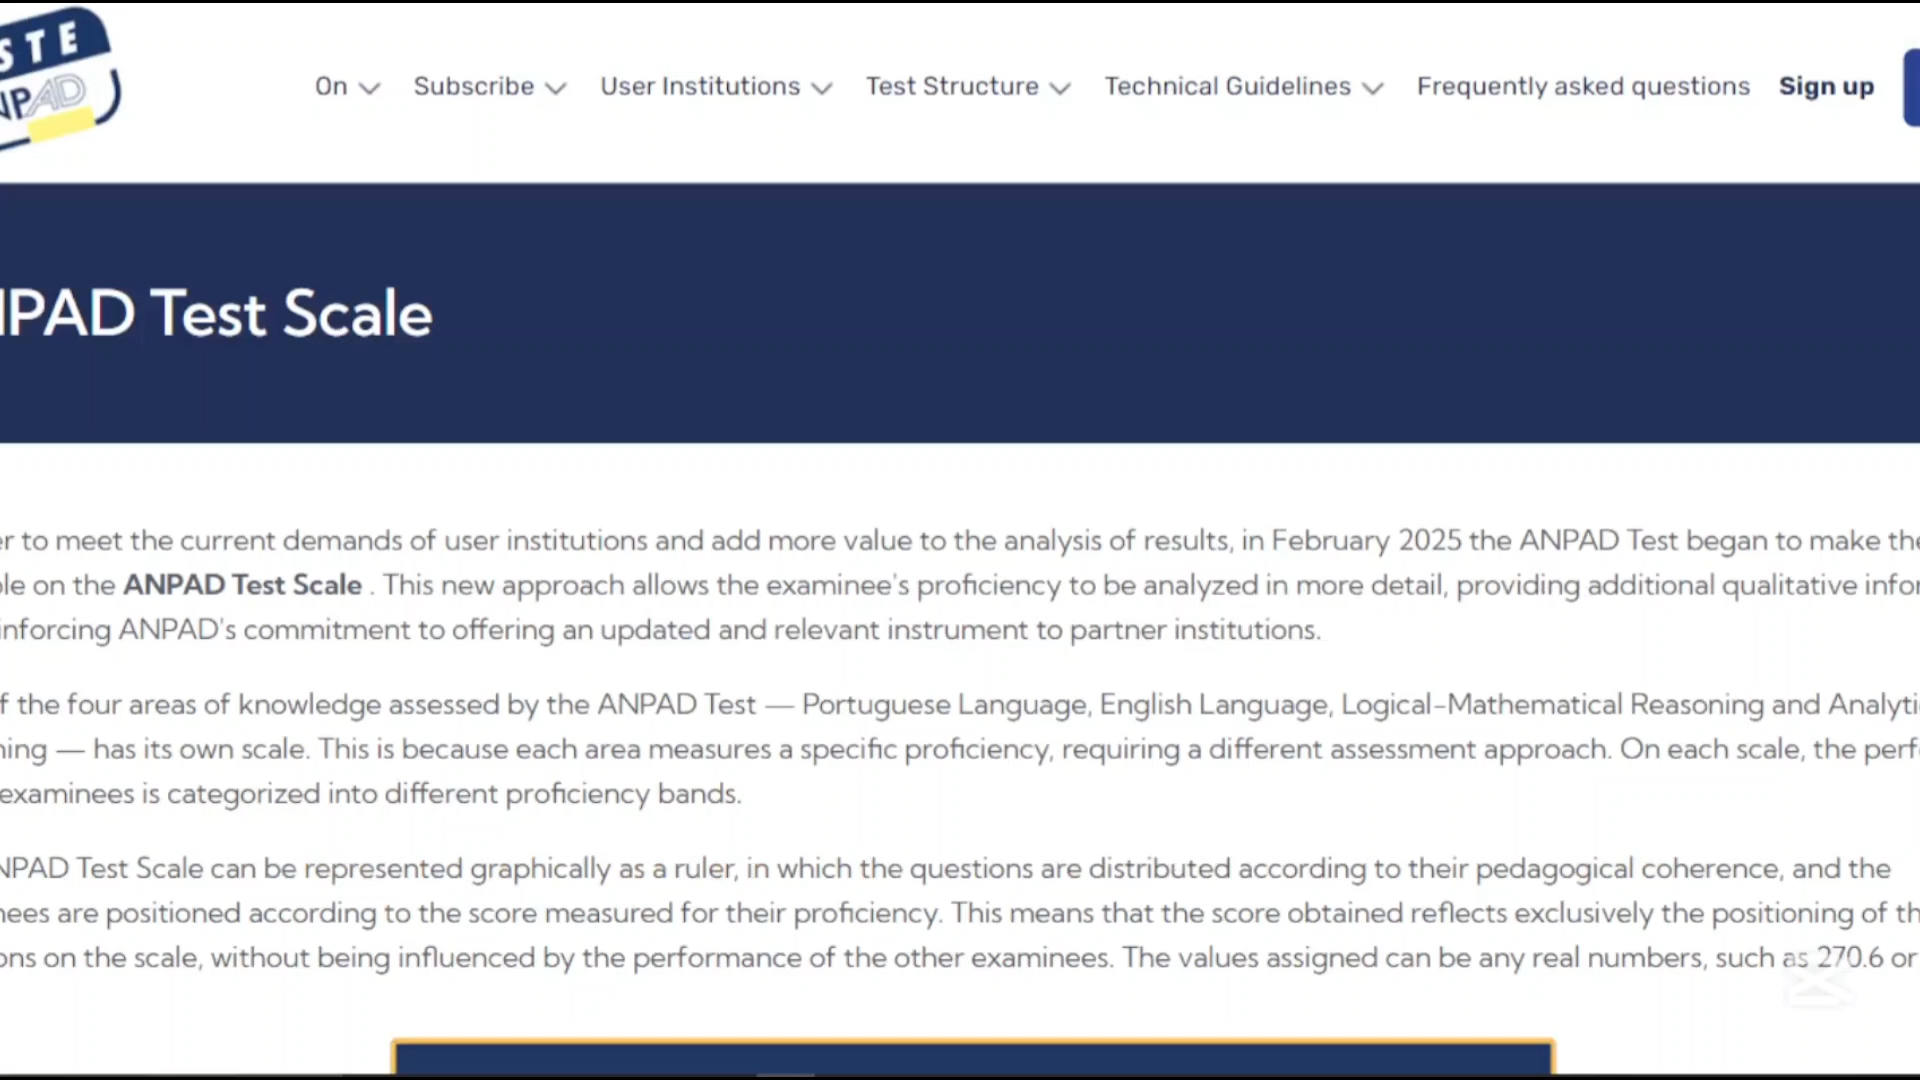 STE
NPAD
On Subscribe User Institutions Test Structure Technical Guidelines Frequently asked questions Sign up
NPAD Test Scale
er to meet the current demands of user institutions and add more value to the analysis of results, in February 2025 the ANPAD Test began to make the
ble on the ANPAD Test Scale . This new approach allows the examinee's proficiency to be analyzed in more detail, providing additional qualitative infor
inforcing ANPAD's commitment to offering an updated and relevant instrument to partner institutions.
f the four areas of knowledge assessed by the ANPAD Test — Portuguese Language, English Language, Logical-Mathematical Reasoning and Analyti
ning — has its own scale. This is because each area measures a specific proficiency, requiring a different assessment approach. On each scale, the perf
examinees is categorized into different proficiency bands.
NPAD Test Scale can be represented graphically as a ruler, in which the questions are distributed according to their pedagogical coherence, and the
nees are positioned according to the score measured for their proficiency. This means that the score obtained reflects exclusively the positioning of th
ons on the scale, without being influenced by the performance of the other examinees. The values assigned can be any real numbers, such as 270.6 or